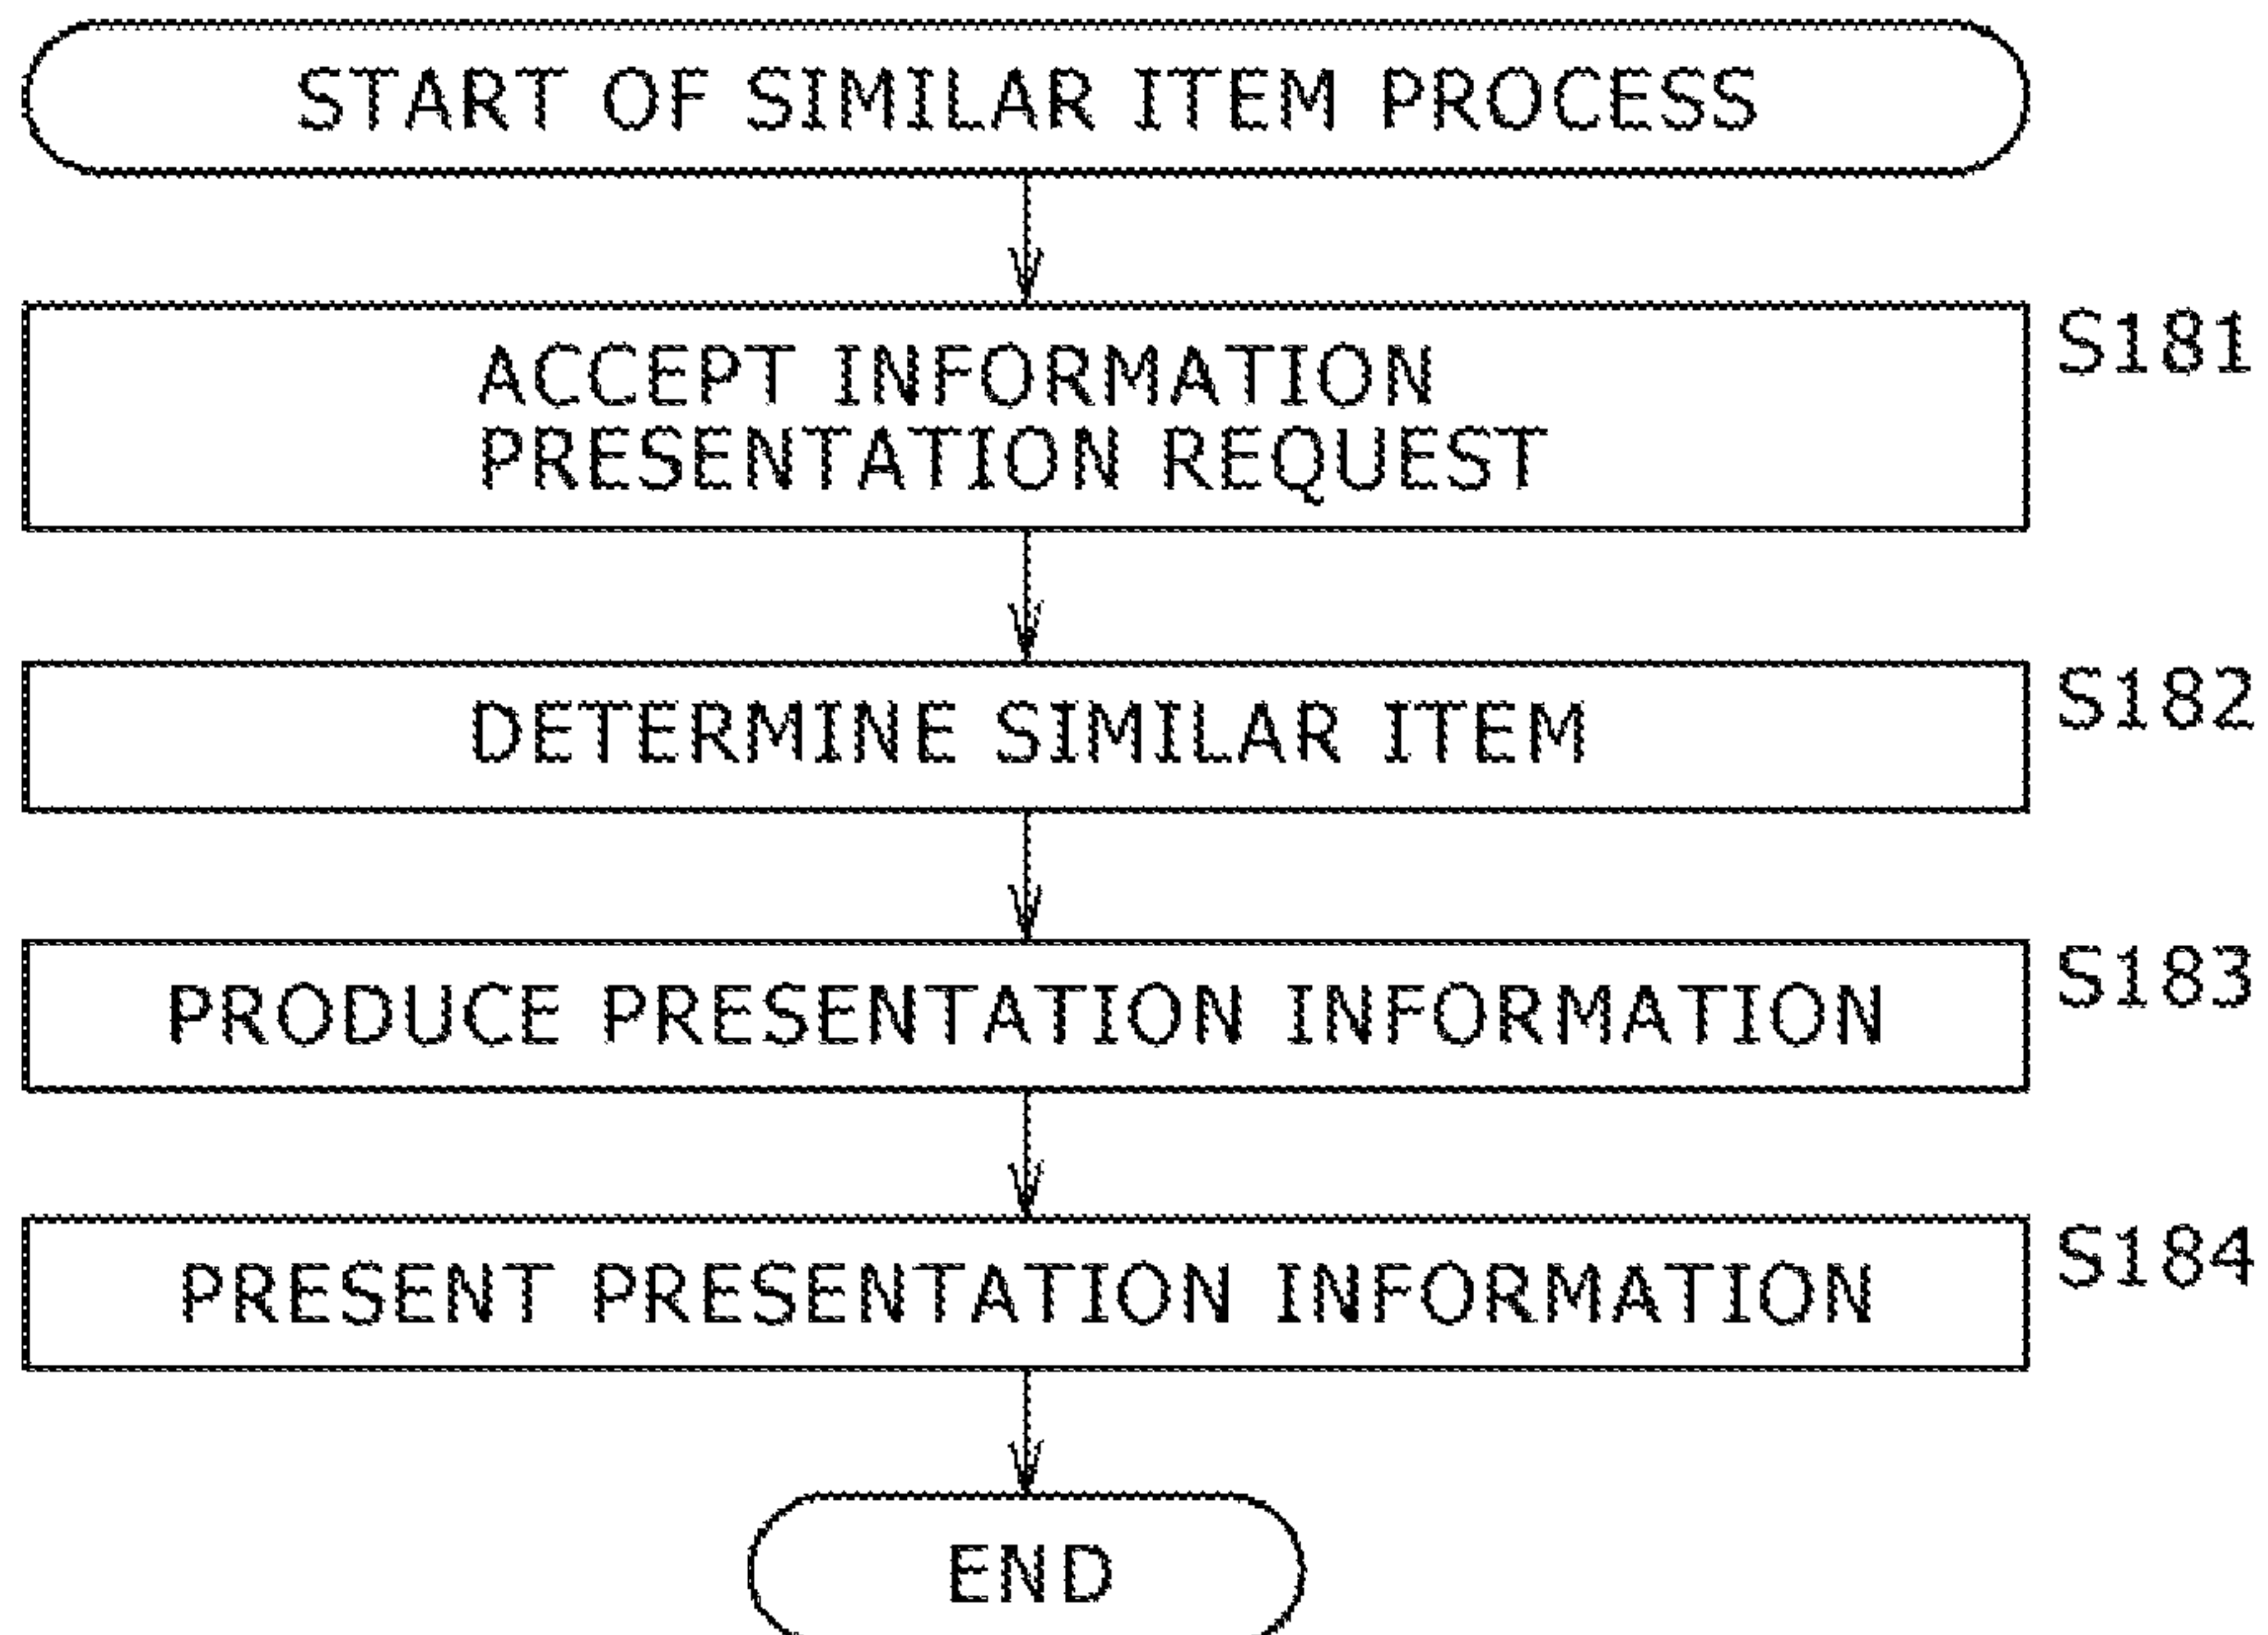 START OF SIMILAR ITEM PROCESS
ACCEPT INFORMATION
PRESENTATION REQUEST
S181
DETERMINE SIMILAR ITEM
S182
PRODUCE PRESENTATION INFORMATION
S183
PRESENT PRESENTATION INFORMATION
S184
END